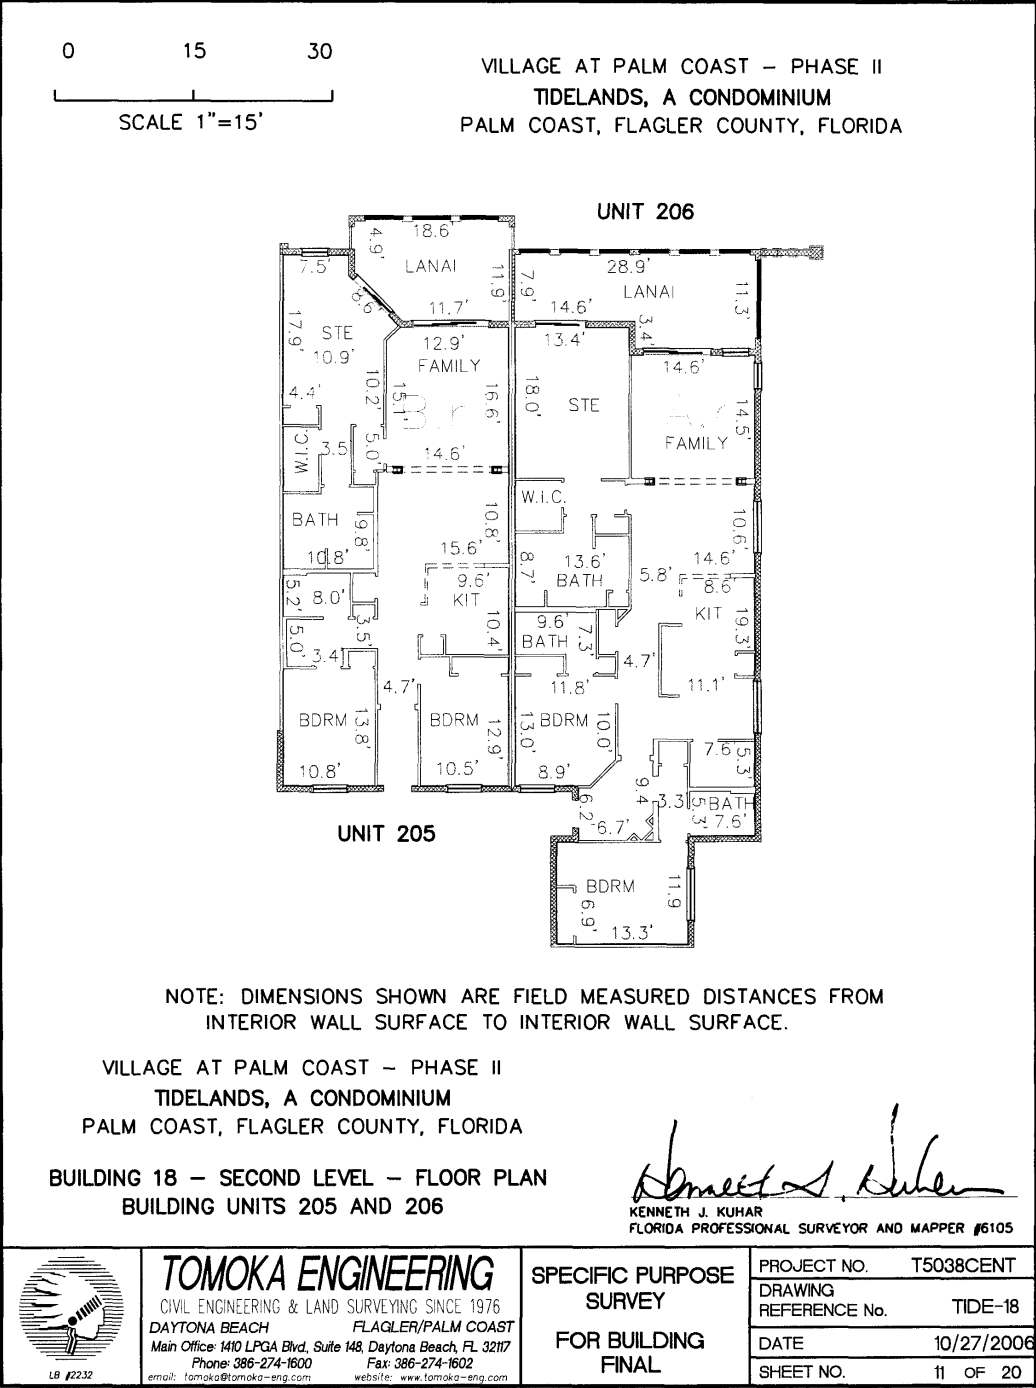 0 15 30
SCALE 1"=15'
VILLAGE AT PALM COAST – PHASE II
TIDELANDS, A CONDOMINIUM
PALM COAST, FLAGLER COUNTY, FLORIDA
UNIT 206
18.6'
4.9'
LANAI
11.9'
11.7'
7.5'
8.6'
17.9'
STE
10.9'
10.2'
4.4'
12.9'
FAMILY
15.1'
16.6'
14.6'
5.0'
3.5
W.I.C.
BATH
9.8'
10.8'
10.8'
15.6'
9.6'
KIT
10.4'
5.2'
8.0'
3.5'
5.0'
3.4'
4.7'
BDRM
13.8'
10.8'
BDRM
12.9'
10.5'
28.9'
LANAI
7.9'
11.3'
14.6'
3.4'
13.4'
18.0'
STE
14.6'
14.5'
FAMILY
W.I.C.
10.6'
14.6'
13.6'
8.7'
BATH
5.8'
8.6'
KIT
19.3'
9.6'
BATH
7.3'
4.7'
11.1'
11.8'
BDRM
13.0'
10.0'
8.9'
7.6'
5.3'
9.4
3.3'
BATH
5.3'
7.6'
6.2'
6.7'
BDRM
11.9
6.9'
13.3'
UNIT 205
NOTE: DIMENSIONS SHOWN ARE FIELD MEASURED DISTANCES FROM
INTERIOR WALL SURFACE TO INTERIOR WALL SURFACE.
VILLAGE AT PALM COAST – PHASE II
TIDELANDS, A CONDOMINIUM
PALM COAST, FLAGLER COUNTY, FLORIDA
BUILDING 18 – SECOND LEVEL – FLOOR PLAN
BUILDING UNITS 205 AND 206
KENNETH J. KUHAR
FLORIDA PROFESSIONAL SURVEYOR AND MAPPER #6105
LB #2232
TOMOKA ENGINEERING
CIVIL ENGINEERING & LAND SURVEYING SINCE 1976
DAYTONA BEACH FLAGLER/PALM COAST
Main Office: 1410 LPGA Blvd., Suite 148, Daytona Beach, FL 32117
Phone: 386-274-1600 Fax: 386-274-1602
email: tomoka@tomoka-eng.com website: www.tomoka-eng.com
SPECIFIC PURPOSE
SURVEY
FOR BUILDING
FINAL
PROJECT NO. T5038CENT
DRAWING
REFERENCE No. TIDE-18
DATE 10/27/2006
SHEET NO. 11 OF 20